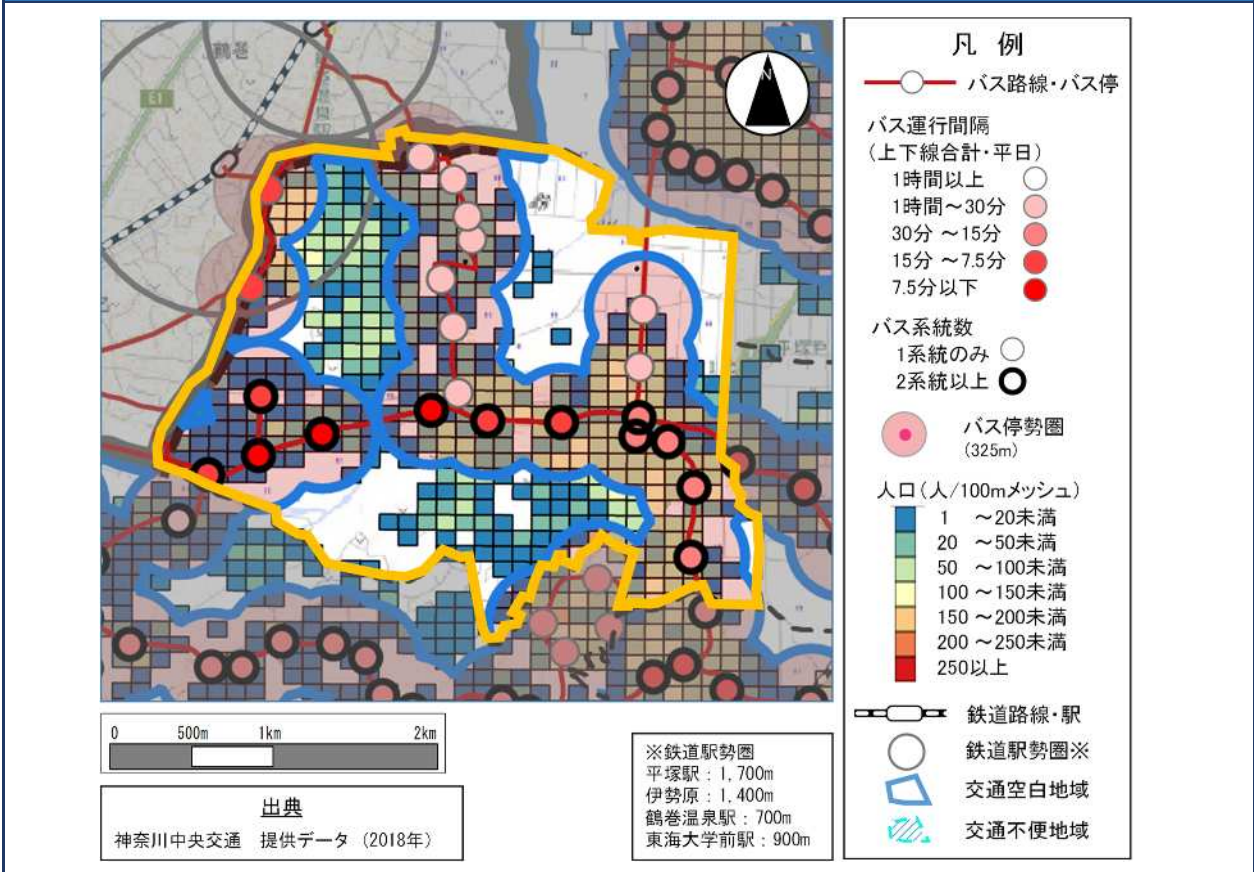 鶴巻
E1
N
凡 例
バス路線・バス停
バス運行間隔
(上下線合計・平日)
1時間以上
1時間～30分
30分 ～15分
15分 ～7.5分
7.5分以下
バス系統数
1系統のみ
2系統以上
バス停勢圏
(325m)
人口(人/100mメッシュ)
1 ～20未満
20 ～50未満
50 ～100未満
100 ～150未満
150 ～200未満
200 ～250未満
250以上
鉄道路線・駅
鉄道駅勢圏※
交通空白地域
交通不便地域
0 500m 1km 2km
出典
神奈川中央交通 提供データ (2018年)
※鉄道駅勢圏
平塚駅：1,700m
伊勢原：1,400m
鶴巻温泉駅：700m
東海大学前駅：900m